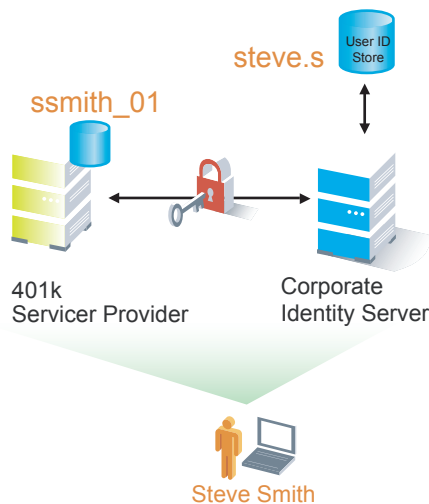 User ID
Store
steve.s
ssmith_01
401k
Servicer Provider
Corporate
Identity Server
Steve Smith